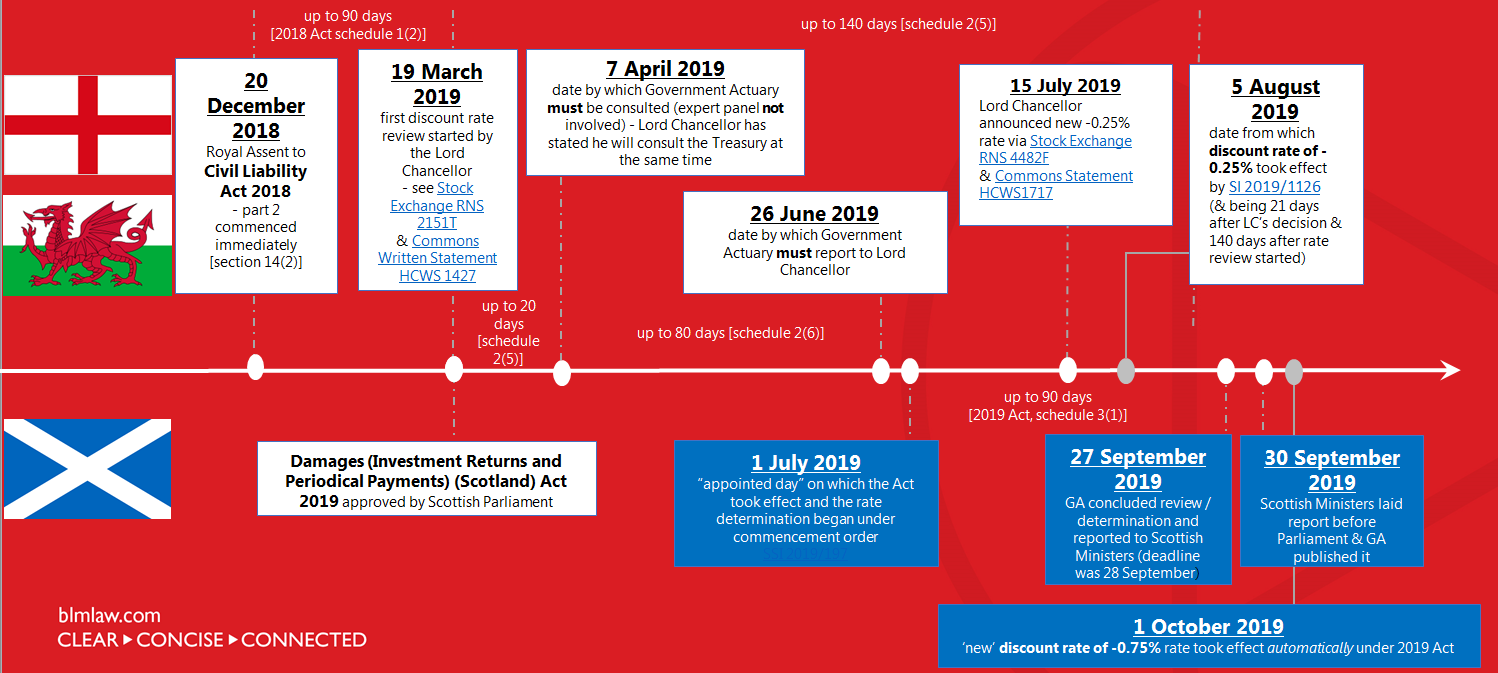 up to 90 days
[2018 Act schedule 1(2)]
up to 140 days [schedule 2(5)]
20
December
2018
Royal Assent to
Civil Liability
Act 2018
- part 2
commenced
immediately
[section 14(2)]
19 March
2019
first discount rate
review started by
the Lord
Chancellor
- see Stock
Exchange RNS
2151T
& Commons
Written Statement
HCWS 1427
7 April 2019
date by which Government Actuary
must be consulted (expert panel not
involved) - Lord Chancellor has
stated he will consult the Treasury at
the same time
26 June 2019
date by which Government
Actuary must report to Lord
Chancellor
15 July 2019
Lord Chancellor
announced new -0.25%
rate via Stock Exchange
RNS 4482F
& Commons Statement
HCWS1717
5 August
2019
date from which
discount rate of -
0.25% took effect
by SI 2019/1126
(& being 21 days
after LC's decision &
140 days after rate
review started)
up to 20
days
[schedule
2(5)]
up to 80 days [schedule 2(6)]
up to 90 days
[2019 Act, schedule 3(1)]
Damages (Investment Returns and
Periodical Payments) (Scotland) Act
2019 approved by Scottish Parliament
1 July 2019
“appointed day” on which the Act
took effect and the rate
determination began under
commencement order
SSI 2019/197
27 September
2019
GA concluded review /
determination and
reported to Scottish
Ministers (deadline
was 28 September)
30 September
2019
Scottish Ministers laid
report before
Parliament & GA
published it
1 October 2019
‘new’ discount rate of -0.75% rate took effect automatically under 2019 Act
blmlaw.com
CLEAR ▶ CONCISE ▶ CONNECTED